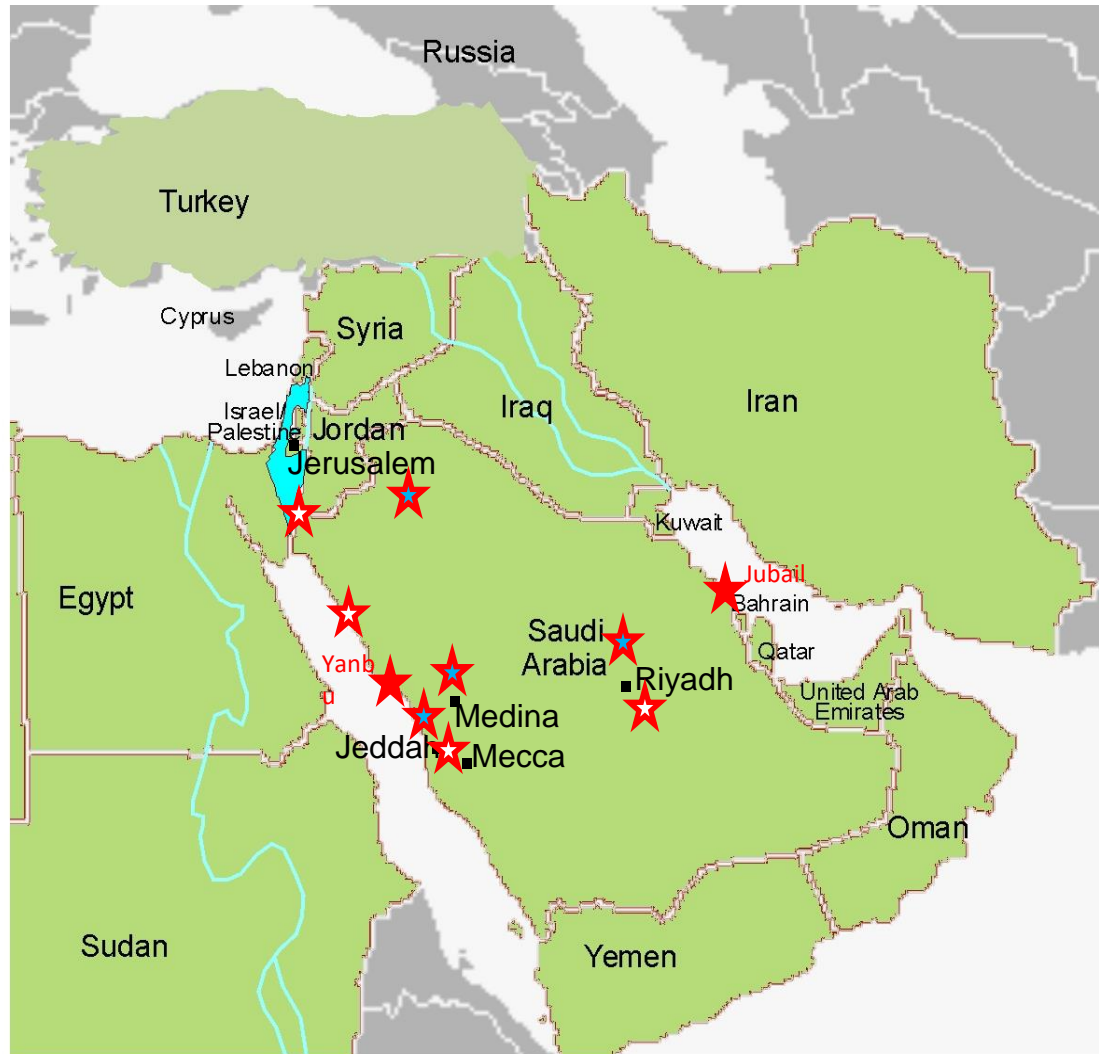 Russia
Turkey
Cyprus
Syria
Lebanon
Israel/
Palestine
Jordan
Jerusalem
Iraq
Iran
Kuwait
Egypt
Jubail
Bahrain
Saudi
Arabia
Qatar
Yanb
u
Riyadh
United Arab
Emirates
Medina
Jeddah
Mecca
Oman
Sudan
Yemen